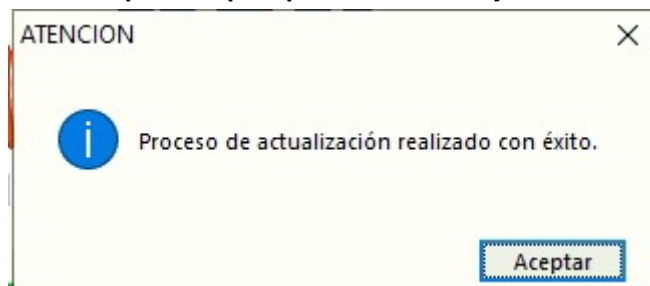 ATENCION
Proceso de actualización realizado con éxito.
Aceptar